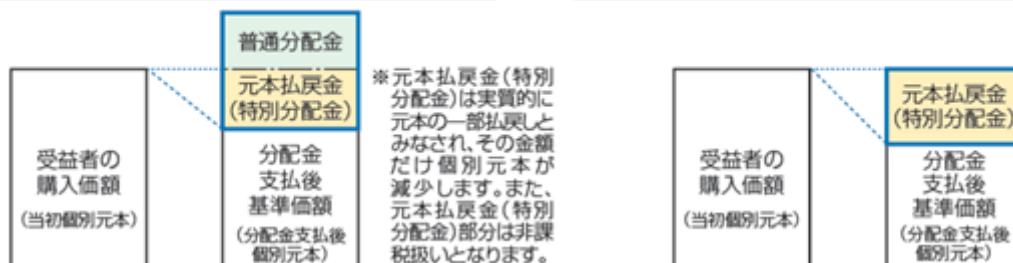 普通分配金
元本払戻金
(特別分配金)
受益者の
購入価額
(当初個別元本)
分配金
支払後
基準価額
(分配金支払後
個別元本)
※元本払戻金(特別
分配金)は実質的に
元本の一部払戻しと
みなされ、その金額
だけ個別元本が
減少します。また、
元本払戻金(特別
分配金)部分は非課
税扱いとなります。
受益者の
購入価額
(当初個別元本)
元本払戻金
(特別分配金)
分配金
支払後
基準価額
(分配金支払後
個別元本)